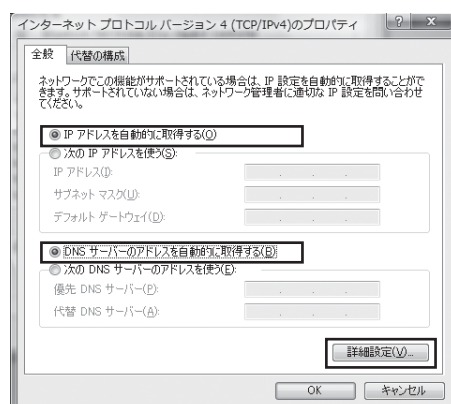 インターネット プロトコル バージョン 4 (TCP/IPv4)のプロパティ
全般
代替の構成
ネットワークでこの機能がサポートされている場合は、IP 設定を自動的に取得することがで
きます。サポートされていない場合は、ネットワーク管理者に適切な IP 設定を問い合わせ
てください。
IP アドレスを自動的に取得する(O)
次の IP アドレスを使う(S):
IP アドレス(I):
サブネット マスク(U):
デフォルト ゲートウェイ(D):
DNS サーバーのアドレスを自動的に取得する(B)
次の DNS サーバーのアドレスを使う(E):
優先 DNS サーバー(P):
代替 DNS サーバー(A):
詳細設定(V)...
OK
キャンセル